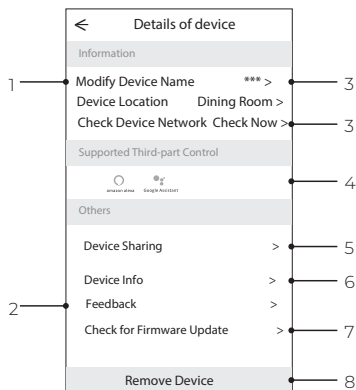 Details of device
Information
1 Modify Device Name *** > 3
Device Location Dining Room >
Check Device Network Check Now > 3
Supported Third-part Control
amazon alexa Google Assistant 4
Others
Device Sharing > 5
Device Info > 6
2 Feedback >
Check for Firmware Update > 7
Remove Device 8